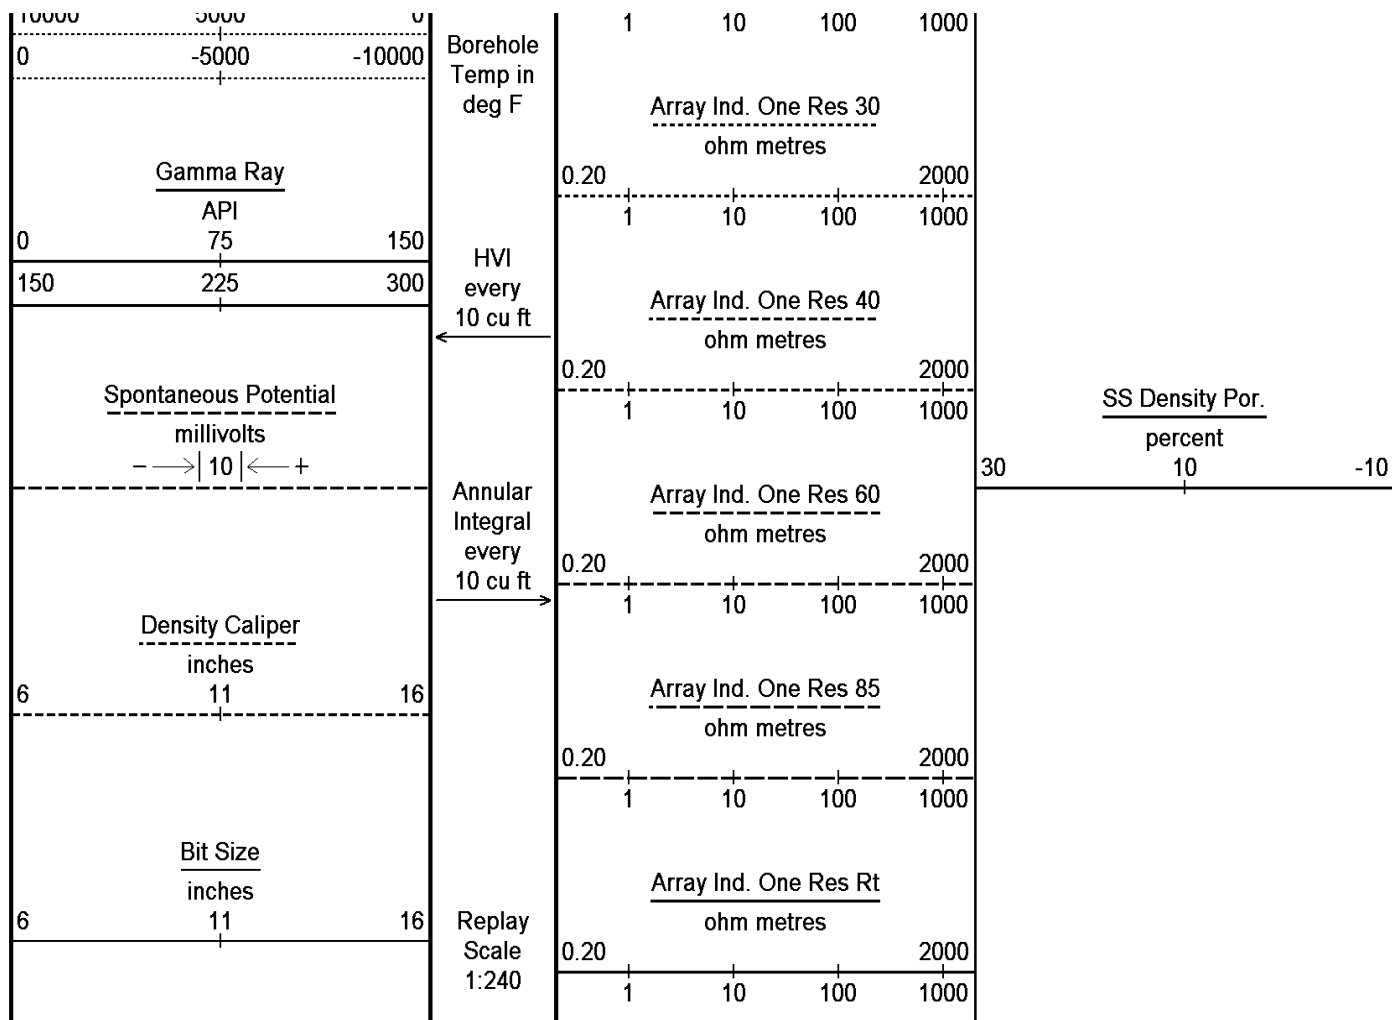 10000 5000 0
0 -5000 -10000
Gamma Ray
API
0 75 150
150 225 300
Spontaneous Potential
millivolts
− →|10|← +
Density Caliper
inches
6 11 16
Bit Size
inches
6 11 16
Borehole
Temp in
deg F
HVI
every
10 cu ft
Annular
Integral
every
10 cu ft
Replay
Scale
1:240
1 10 100 1000
Array Ind. One Res 30
ohm metres
0.20 2000
1 10 100 1000
Array Ind. One Res 40
ohm metres
0.20 2000
1 10 100 1000
Array Ind. One Res 60
ohm metres
0.20 2000
1 10 100 1000
Array Ind. One Res 85
ohm metres
0.20 2000
1 10 100 1000
Array Ind. One Res Rt
ohm metres
0.20 2000
1 10 100 1000
SS Density Por.
percent
30 10 -10